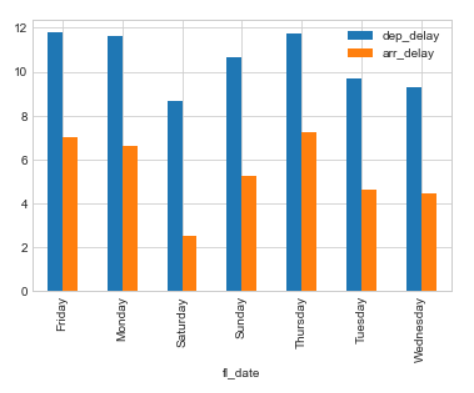 12
10
8
6
4
2
0
dep_delay
arr_delay
Friday
Monday
Saturday
Sunday
Thursday
Tuesday
Wednesday
fl_date